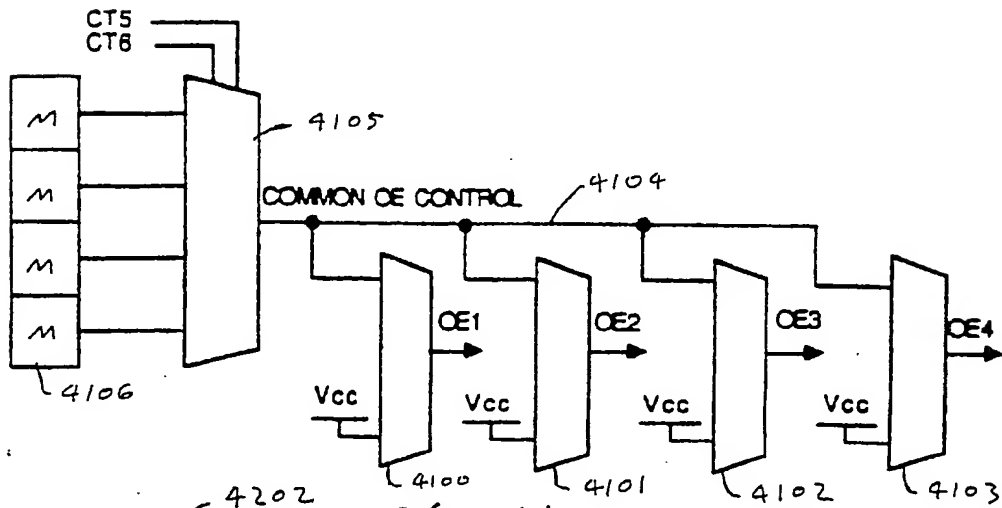 CT5
CT6
M
M
M
M
4105
4104
COMMON OE CONTROL
OE1
OE2
OE3
OE4
4106
Vcc
Vcc
Vcc
Vcc
4100
4101
4102
4103
4202